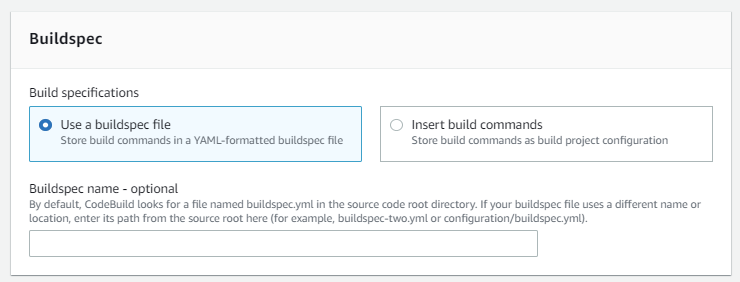 Buildspec
Build specifications
Use a buildspec file
Store build commands in a YAML-formatted buildspec file
Insert build commands
Store build commands as build project configuration
Buildspec name - optional
By default, CodeBuild looks for a file named buildspec.yml in the source code root directory. If your buildspec file uses a different name or
location, enter its path from the source root here (for example, buildspec-two.yml or configuration/buildspec.yml).